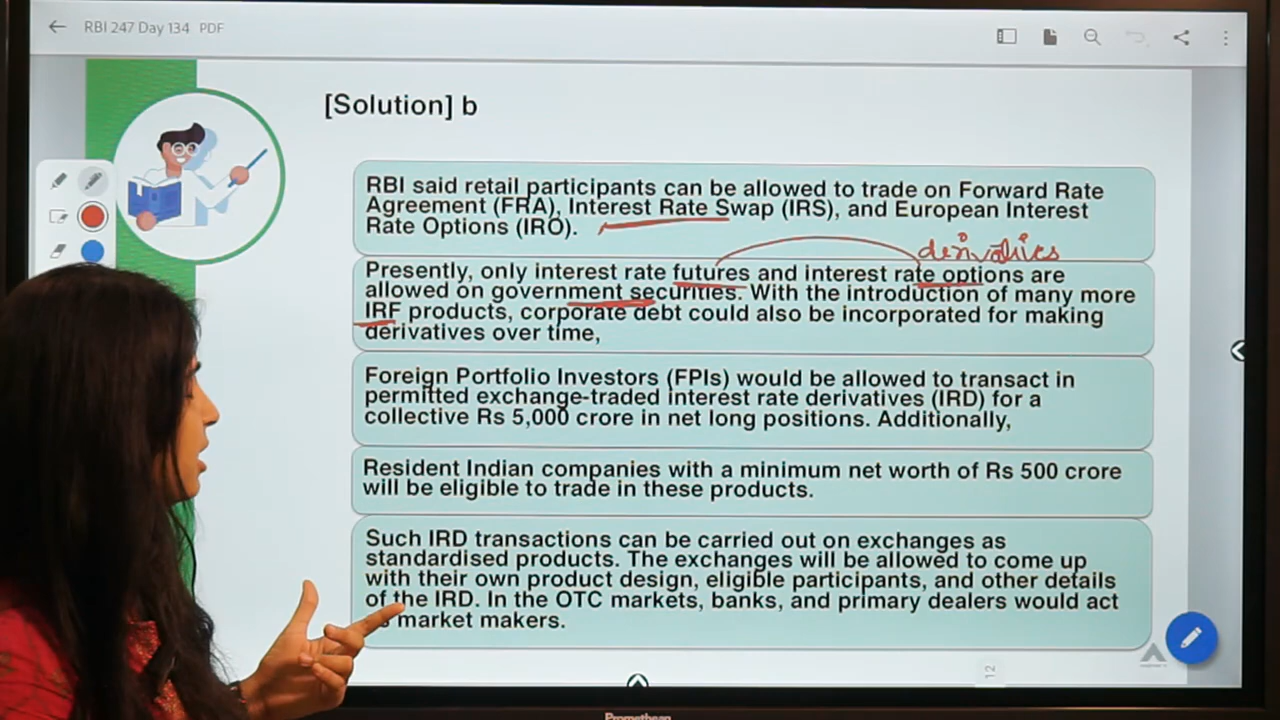 RBI 247 Day 134 PDF
[Solution] b
RBI said retail participants can be allowed to trade on Forward Rate
Agreement (FRA), Interest Rate Swap (IRS), and European Interest
Rate Options (IRO).
derivatives
Presently, only interest rate futures and interest rate options are
allowed on government securities. With the introduction of many more
IRF products, corporate debt could also be incorporated for making
derivatives over time,
Foreign Portfolio Investors (FPIs) would be allowed to transact in
permitted exchange-traded interest rate derivatives (IRD) for a
collective Rs 5,000 crore in net long positions. Additionally,
Resident Indian companies with a minimum net worth of Rs 500 crore
will be eligible to trade in these products.
Such IRD transactions can be carried out on exchanges as
standardised products. The exchanges will be allowed to come up
with their own product design, eligible participants, and other details
of the IRD. In the OTC markets, banks, and primary dealers would act
market makers.
12
Promethean